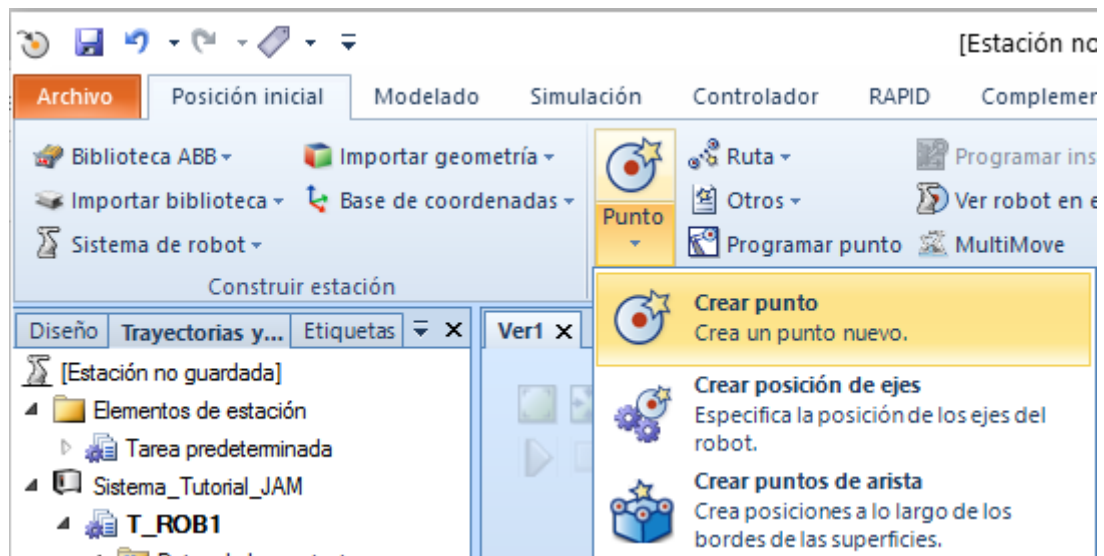 [Estación no
Archivo Posición inicial Modelado Simulación Controlador RAPID Complemen
Biblioteca ABB Importar geometría Ruta Programar ins
Importar biblioteca Base de coordenadas Punto Otros Ver robot en e
Sistema de robot Programar punto MultiMove
Construir estación
Diseño Trayectorias y... Etiquetas Ver1
Crear punto
Crea un punto nuevo.
[Estación no guardada]
Elementos de estación
Tarea predeterminada
Sistema_Tutorial_JAM
T_ROB1
Crear posición de ejes
Especifica la posición de los ejes del
robot.
Crear puntos de arista
Crea posiciones a lo largo de los
bordes de las superficies.